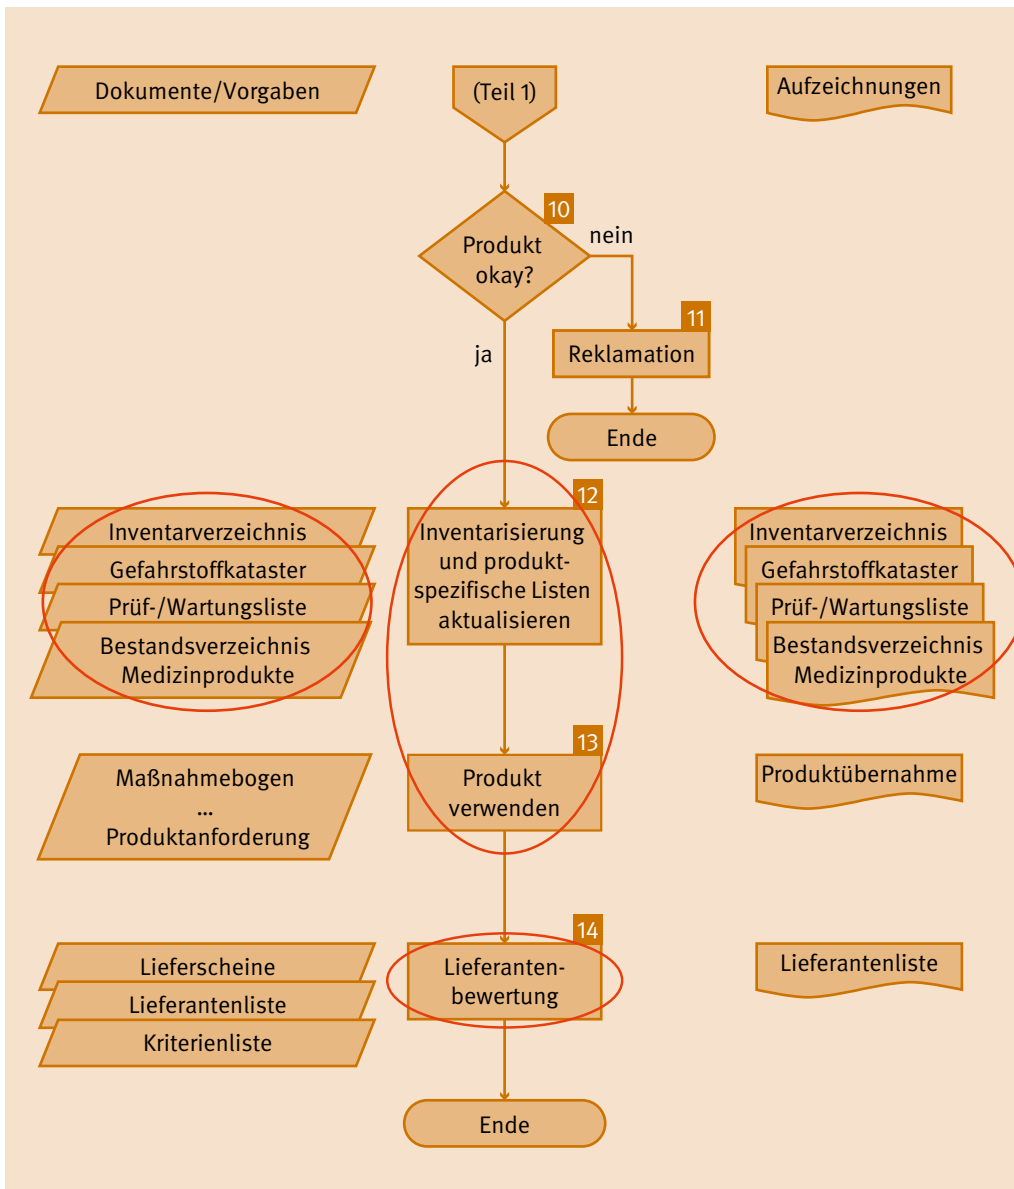 Dokumente/Vorgaben
(Teil 1)
Aufzeichnungen
10
Produkt
okay?
nein
ja
11
Reklamation
Ende
Inventarverzeichnis
Gefahrstoffkataster
Prüf-/Wartungsliste
Bestandsverzeichnis
Medizinprodukte
12
Inventarisierung
und produkt-
spezifische Listen
aktualisieren
Inventarverzeichnis
Gefahrstoffkataster
Prüf-/Wartungsliste
Bestandsverzeichnis
Medizinprodukte
Maßnahmebogen
...
Produktanforderung
13
Produkt
verwenden
Produktübernahme
Lieferscheine
Lieferantenliste
Kriterienliste
14
Lieferanten-
bewertung
Lieferantenliste
Ende